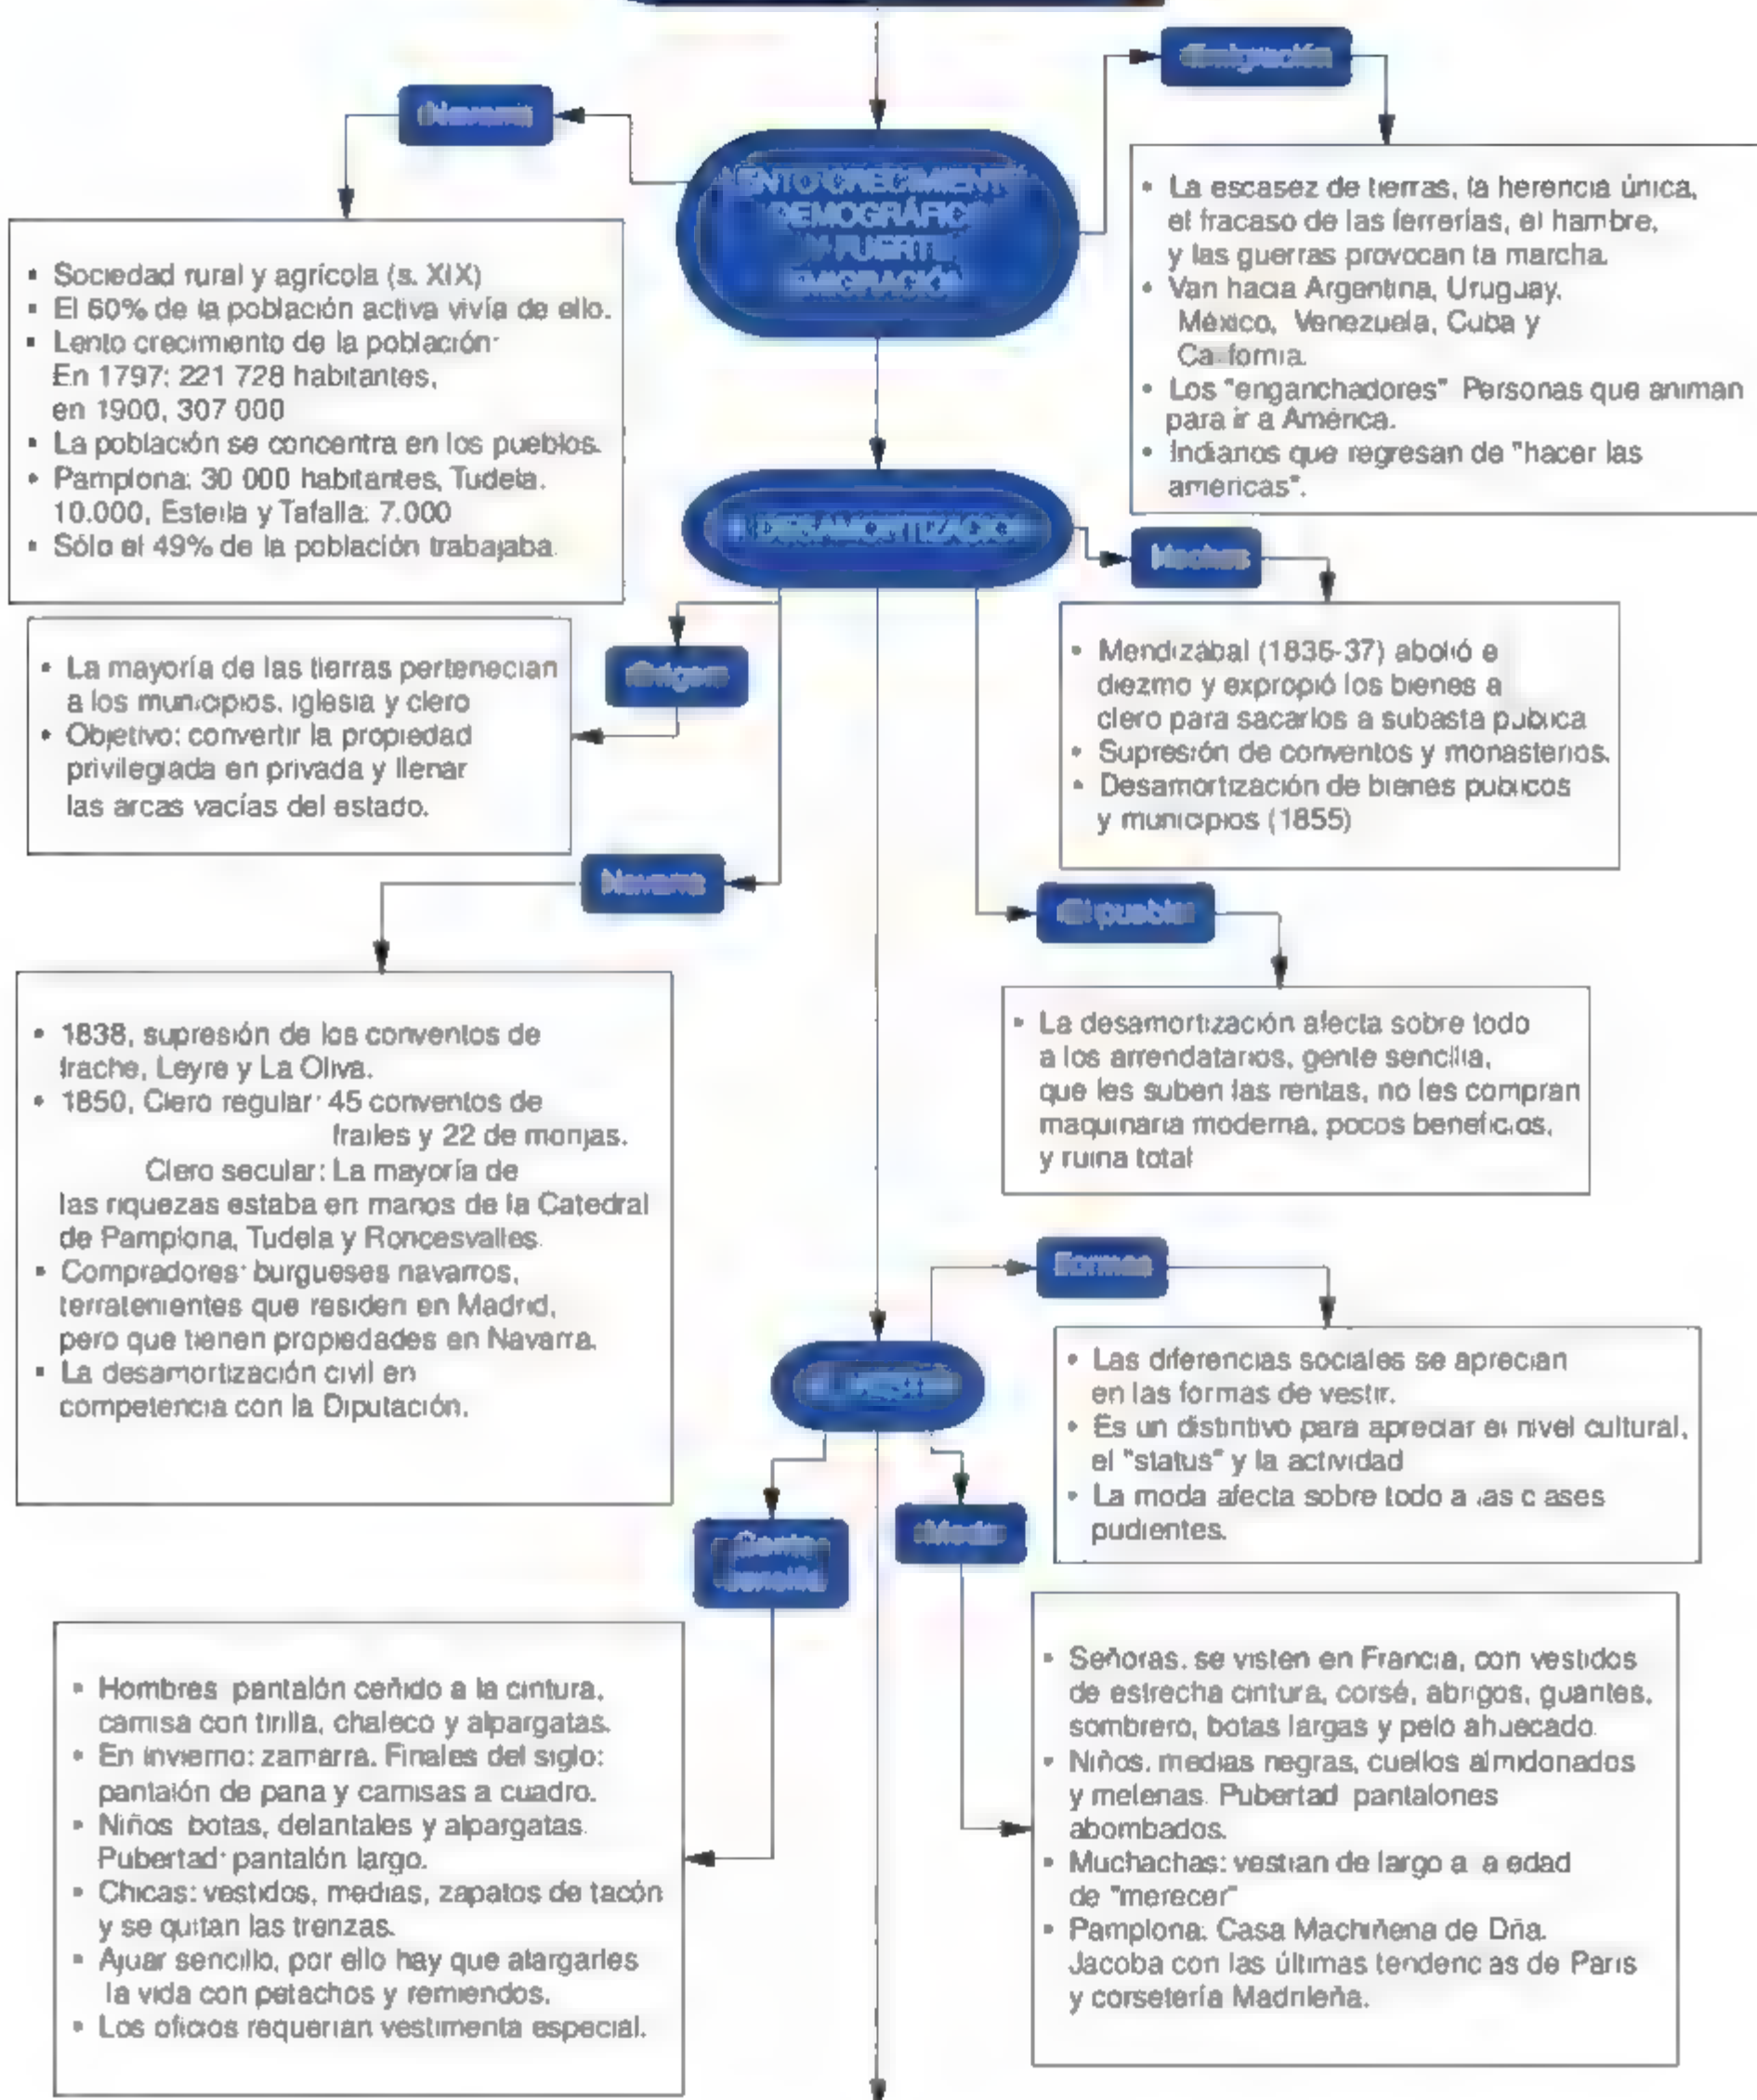 Emigración
Navarra
CRECIMIENTO
DEMOGRÁFICO
Y FUERTE
EMIGRACIÓN
• La escasez de tierras, la herencia única,
el fracaso de las ferrerías, el hambre,
y las guerras provocan la marcha.
• Van hacia Argentina, Uruguay,
México, Venezuela, Cuba y
California.
• Los "enganchadores" Personas que animan
para ir a América.
• Indianos que regresan de "hacer las
américas".
▪ Sociedad rural y agrícola (s. XIX)
▪ El 60% de la población activa vivía de ello.
▪ Lento crecimiento de la población:
En 1797: 221 728 habitantes,
en 1900, 307 000
▪ La población se concentra en los pueblos.
• Pamplona: 30 000 habitantes, Tudela.
10.000, Estella y Tafalla: 7.000
▪ Sólo el 49% de la población trabajaba.
DESAMORTIZACIÓN
Hechos
• Mendizábal (1836-37) abolió e
diezmo y expropió los bienes a
clero para sacarlos a subasta pública
• Supresión de conventos y monasterios.
• Desamortización de bienes públicos
y municipios (1855)
Origen
• La mayoría de las tierras pertenecían
a los municipios, iglesia y clero
• Objetivo: convertir la propiedad
privilegiada en privada y llenar
las arcas vacías del estado.
Navarra
• 1838, supresión de los conventos de
Irache, Leyre y La Oliva.
• 1850, Clero regular: 45 conventos de
frailes y 22 de monjas.
Clero secular: La mayoría de
las riquezas estaba en manos de la Catedral
de Pamplona, Tudela y Roncesvalles.
▪ Compradores: burgueses navarros,
terratenientes que residen en Madrid,
pero que tienen propiedades en Navarra.
▪ La desamortización civil en
competencia con la Diputación.
El pueblo
• La desamortización afecta sobre todo
a los arrendatarios, gente sencilla,
que les suben las rentas, no les compran
maquinaria moderna, pocos beneficios,
y ruina total
Formas
• Las diferencias sociales se aprecian
en las formas de vestir.
• Es un distintivo para apreciar el nivel cultural,
el "status" y la actividad
• La moda afecta sobre todo a las clases
pudientes.
Gente
sencilla
Moda
▪ Hombres pantalón ceñido a la cintura,
camisa con tirilla, chaleco y alpargatas.
▪ En invierno: zamarra. Finales del siglo:
pantalón de pana y camisas a cuadro.
▪ Niños botas, delantales y alpargatas.
Pubertad: pantalón largo.
▪ Chicas: vestidos, medias, zapatos de tacón
y se quitan las trenzas.
▪ Ajuar sencillo, por ello hay que alargarles
la vida con petachos y remiendos.
▪ Los oficios requerían vestimenta especial.
▪ Señoras. se visten en Francia, con vestidos
de estrecha cintura, corsé, abrigos, guantes,
sombrero, botas largas y pelo ahuecado.
• Niños. medias negras, cuellos almidonados
y melenas. Pubertad pantalones
abombados.
• Muchachas: vestían de largo a la edad
de "merecer"
• Pamplona: Casa Machiñena de Dña.
Jacoba con las últimas tendencias de París
y corsetería Madrileña.